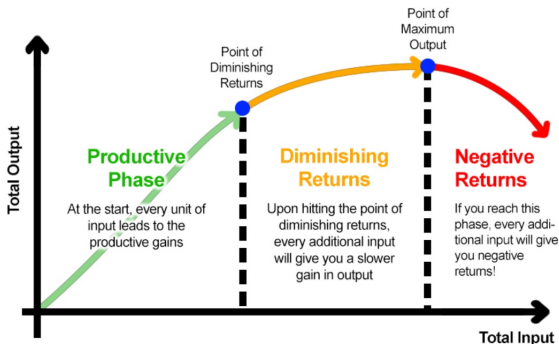 Point of
Maximum
Output
Point of
Diminishing
Returns
Total Output
Productive
Phase
At the start, every unit of
input leads to the
productive gains
Diminishing
Returns
Upon hitting the point of
diminishing returns,
every additional input
will give you a slower
gain in output
Negative
Returns
If you reach this
phase, every addi-
tional input will give
you negative
returns!
Total Input